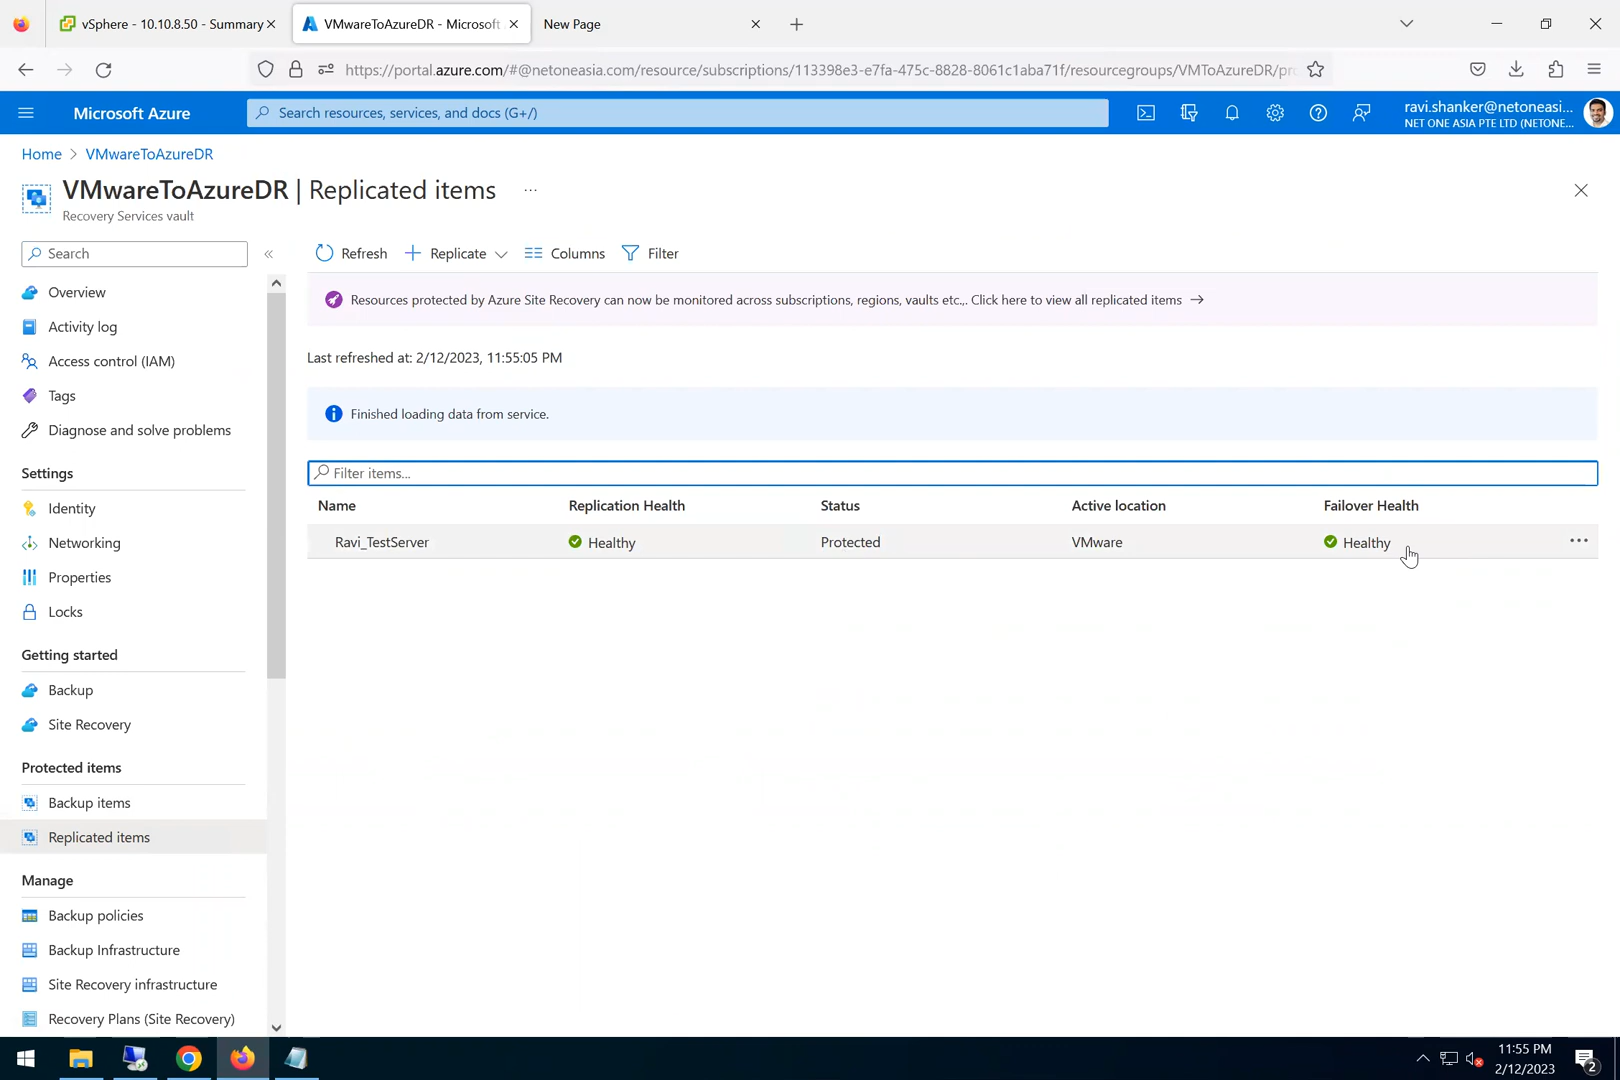 vSphere - 10.10.8.50 - Summary
VMwareToAzureDR - Microsoft
New Page
https://portal.azure.com/#@netoneasia.com/resource/subscriptions/113398e3-e7fa-475c-8828-8061c1aba71f/resourcegroups/VMToAzureDR/pro
Microsoft Azure
Search resources, services, and docs (G+/)
ravi.shanker@netoneasi...
NET ONE ASIA PTE LTD (NETONE...
Home > VMwareToAzureDR
VMwareToAzureDR | Replicated items ...
Recovery Services vault
Search
«
Refresh
Replicate
Columns
Filter
Overview
Activity log
Access control (IAM)
Tags
Diagnose and solve problems
Settings
Identity
Networking
Properties
Locks
Getting started
Backup
Site Recovery
Protected items
Backup items
Replicated items
Manage
Backup policies
Backup Infrastructure
Site Recovery infrastructure
Recovery Plans (Site Recovery)
Resources protected by Azure Site Recovery can now be monitored across subscriptions, regions, vaults etc.,. Click here to view all replicated items →
Last refreshed at: 2/12/2023, 11:55:05 PM
Finished loading data from service.
Filter items...
Name Replication Health Status Active location Failover Health
Ravi_TestServer Healthy Protected VMware Healthy ...
11:55 PM
2/12/2023
2